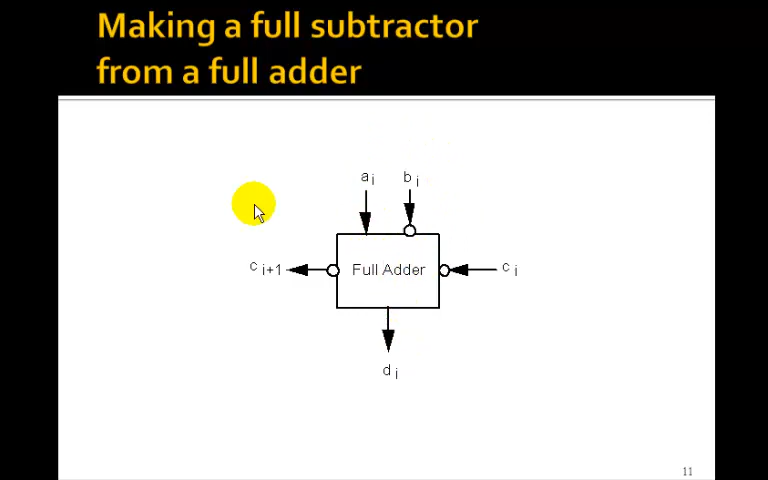 Making a full subtractor
from a full adder
a i b i
c i+1 Full Adder c i
d i
11